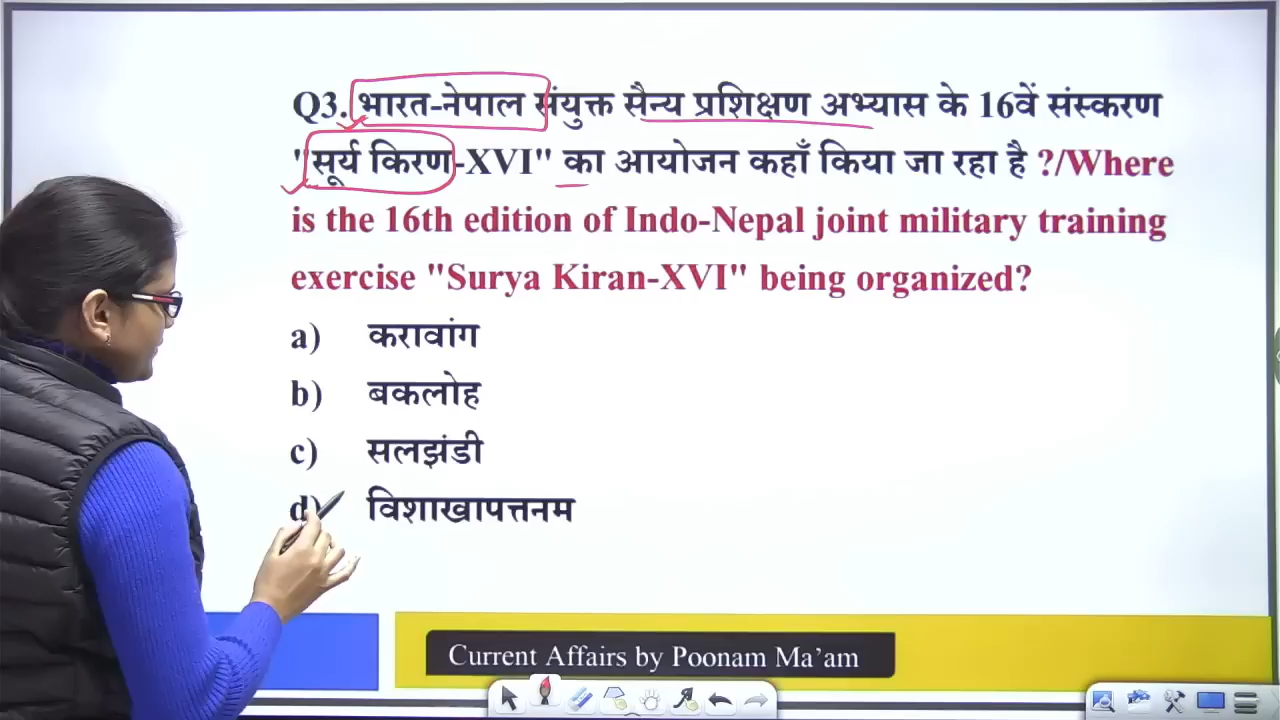 Q3. भारत-नेपाल संयुक्त सैन्य प्रशिक्षण अभ्यास के 16वें संस्करण
"सूर्य किरण-XVI" का आयोजन कहाँ किया जा रहा है ?/Where
is the 16th edition of Indo-Nepal joint military training
exercise "Surya Kiran-XVI" being organized?
a) करावांग
b) बकलोह
c) सलझंडी
d) विशाखापत्तनम
Current Affairs by Poonam Ma’am